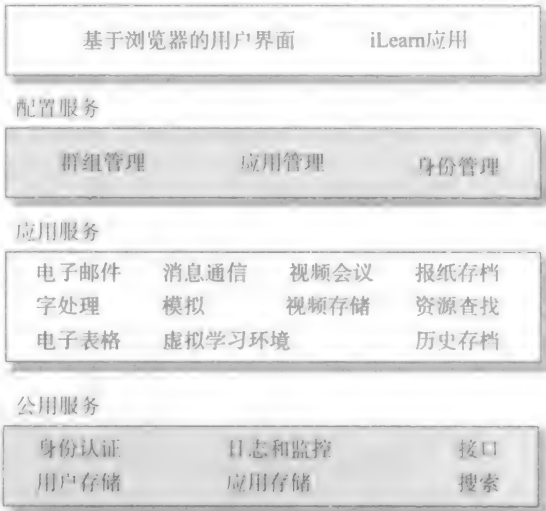 基于浏览器的用户界面 iLearn应用
配置服务
群组管理 应用管理 身份管理
应用服务
电子邮件 消息通信 视频会议 报纸存档
字处理 模拟 视频存储 资源查找
电子表格 虚拟学习环境 历史存档
公用服务
身份认证 日志和监控 接口
用户存储 应用存储 搜索